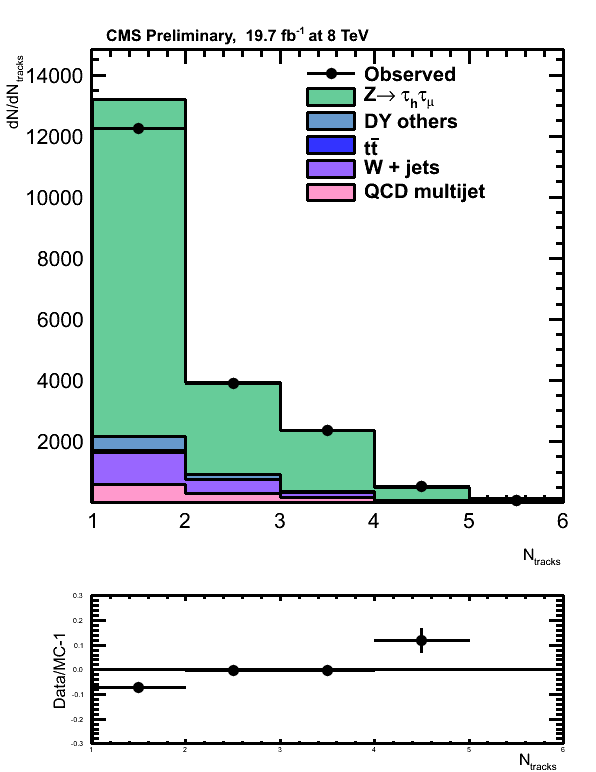 CMS Preliminary, 19.7 fb⁻¹ at 8 TeV
dN/dN_tracks
14000
12000
10000
8000
6000
4000
2000
Observed
Z→ τ_h τ_μ
DY others
tt̄
W + jets
QCD multijet
1 2 3 4 5 6
N_tracks
Data/MC-1
0.3
0.2
0.1
0.0
-0.1
-0.2
-0.3
1 2 3 4 5 6
N_tracks